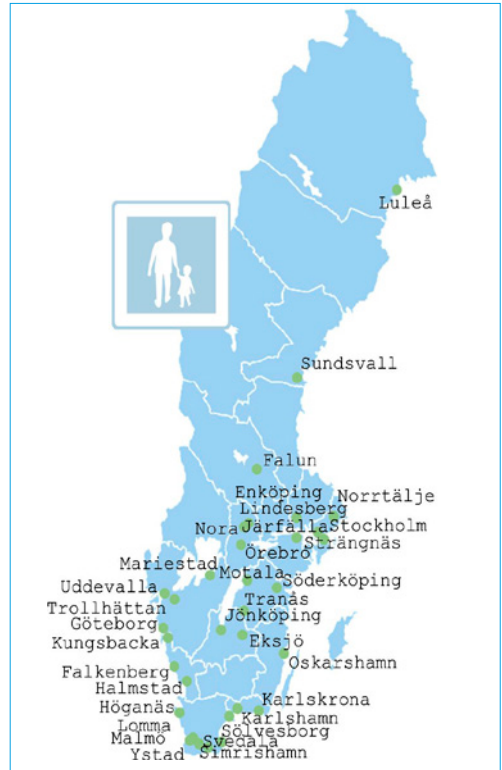 Luleå
Sundsvall
Falun
Enköping
Norrtälje
Lindesberg
Nora
Järfälla
Stockholm
Strängnäs
Örebro
Mariestad
Motala
Söderköping
Uddevalla
Trollhättan
Tranås
Göteborg
Jönköping
Kungsbacka
Eksjö
Oskarshamn
Falkenberg
Halmstad
Höganäs
Karlskrona
Karlshamn
Lomma
Sölvesborg
Malmö
Svedala
Ystad
Simrishamn